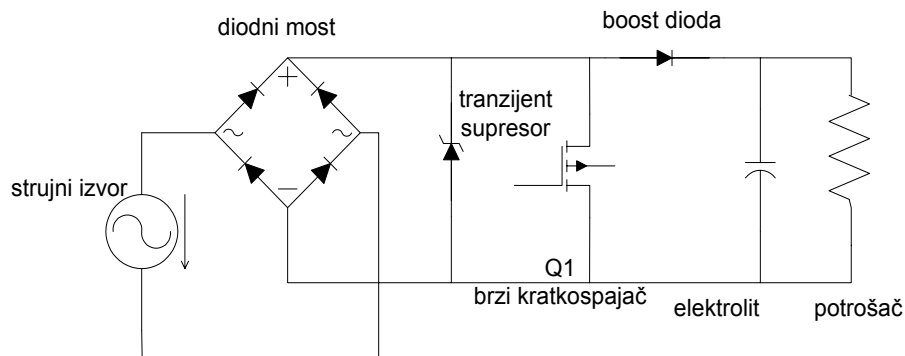 diodni most
boost dioda
tranzijent
supresor
strujni izvor
Q1
brzi kratkospajač
elektrolit
potrošač